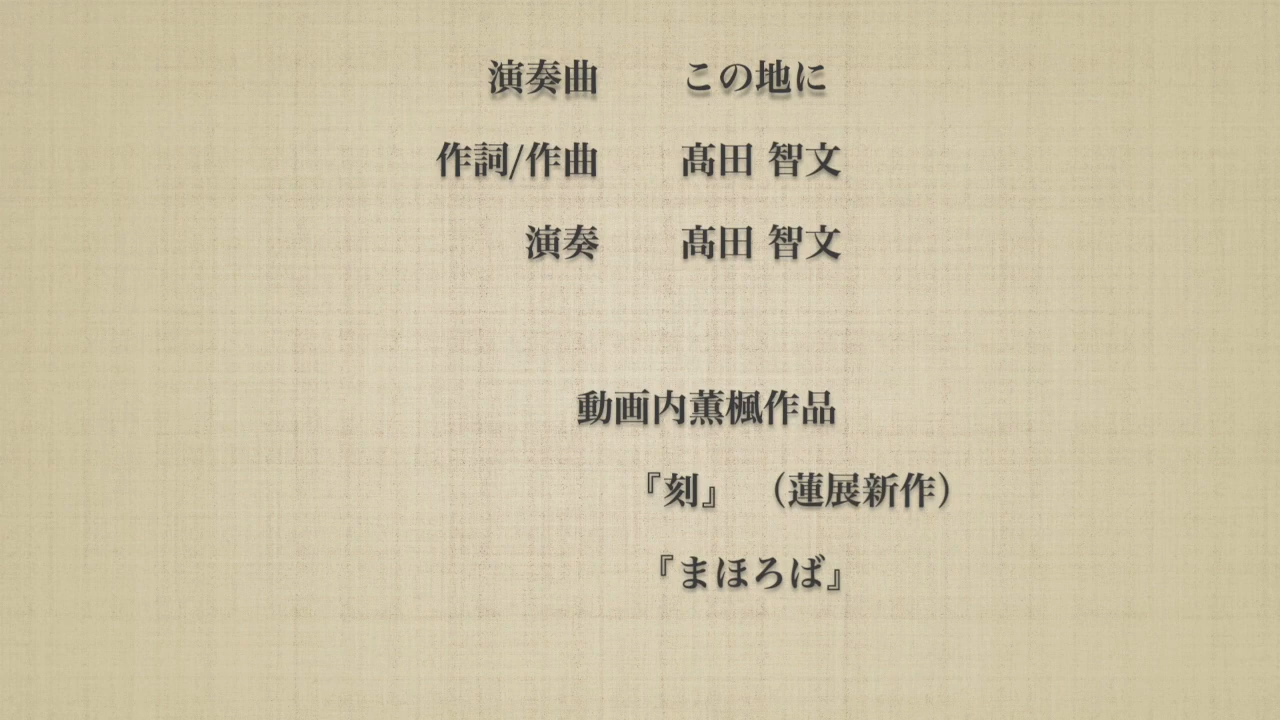 演奏曲　この地に
作詞/作曲　髙田 智文
演奏　髙田 智文
動画内薫楓作品
『刻』 （蓮展新作）
『まほろば』